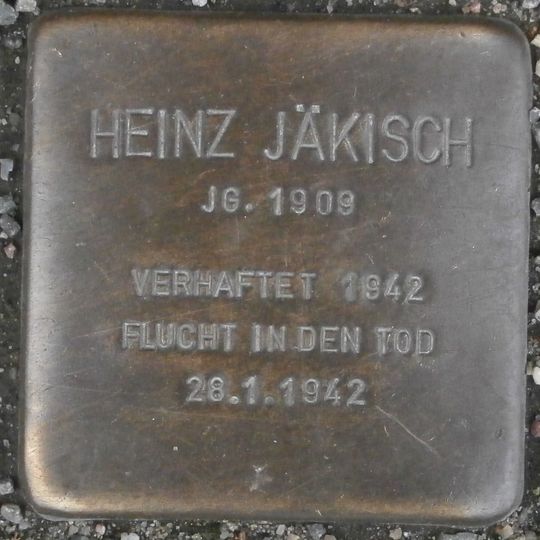 HEINZ JÄKISCH
JG. 1909
VERHAFTET 1942
FLUCHT IN DEN TOD
28.1.1942